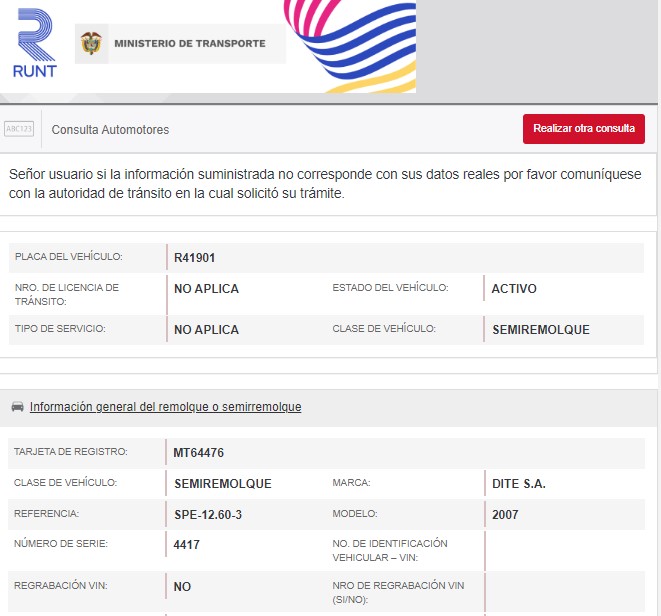 RUNT
MINISTERIO DE TRANSPORTE
ABC123
Consulta Automotores
Realizar otra consulta
Señor usuario si la información suministrada no corresponde con sus datos reales por favor comuníquese
con la autoridad de tránsito en la cual solicitó su trámite.
PLACA DEL VEHÍCULO: R41901
NRO. DE LICENCIA DE
TRÁNSITO: NO APLICA ESTADO DEL VEHÍCULO: ACTIVO
TIPO DE SERVICIO: NO APLICA CLASE DE VEHÍCULO: SEMIREMOLQUE
Información general del remolque o semirremolque
TARJETA DE REGISTRO: MT64476
CLASE DE VEHÍCULO: SEMIREMOLQUE MARCA: DITE S.A.
REFERENCIA: SPE-12.60-3 MODELO: 2007
NÚMERO DE SERIE: 4417 NO. DE IDENTIFICACIÓN
VEHICULAR – VIN:
REGRABACIÓN VIN: NO NRO DE REGRABACIÓN VIN
(SI/NO):